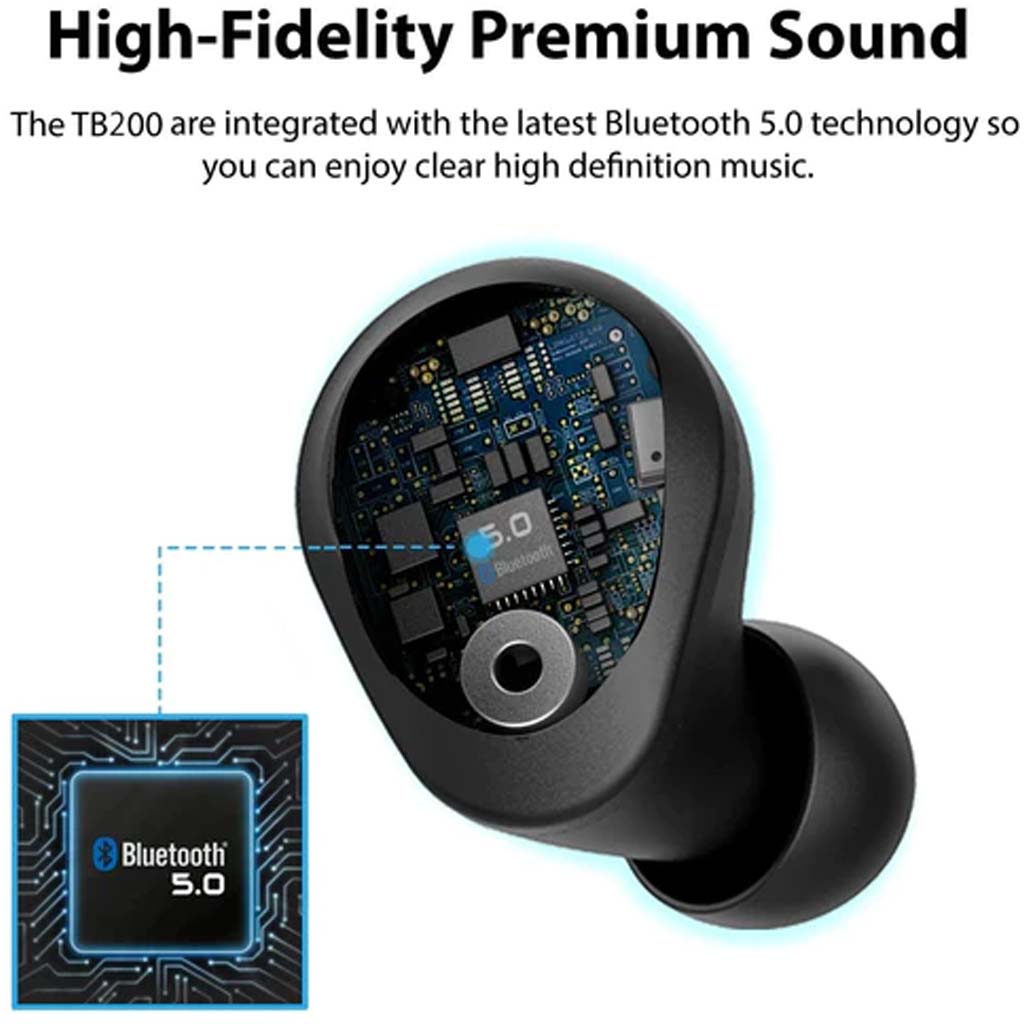 High-Fidelity Premium Sound
The TB200 are integrated with the latest Bluetooth 5.0 technology so
you can enjoy clear high definition music.
5.0
Bluetooth
Bluetooth
5.0